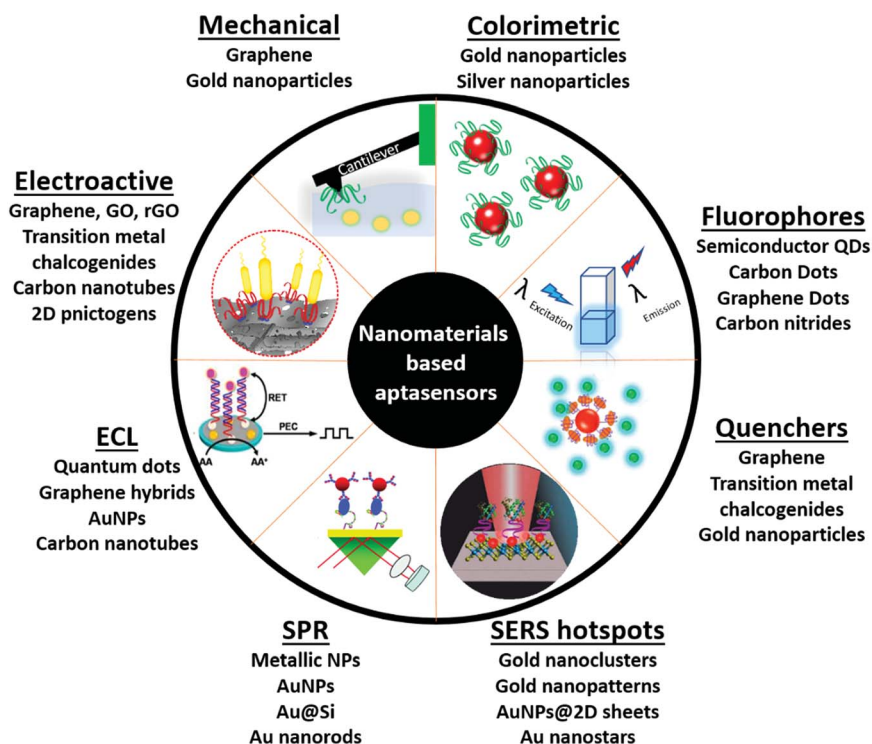 Mechanical
Graphene
Gold nanoparticles
Colorimetric
Gold nanoparticles
Silver nanoparticles
Cantilever
Electroactive
Graphene, GO, rGO
Transition metal
chalcogenides
Carbon nanotubes
2D pnictogens
Fluorophores
Semiconductor QDs
Carbon Dots
Graphene Dots
Carbon nitrides
λ
Excitation
λ
Emission
Nanomaterials
based
aptasensors
ECL
Quantum dots
Graphene hybrids
AuNPs
Carbon nanotubes
RET
PEC
AA
AA⁺
Quenchers
Graphene
Transition metal
chalcogenides
Gold nanoparticles
SPR
Metallic NPs
AuNPs
Au@Si
Au nanorods
SERS hotspots
Gold nanoclusters
Gold nanopatterns
AuNPs@2D sheets
Au nanostars